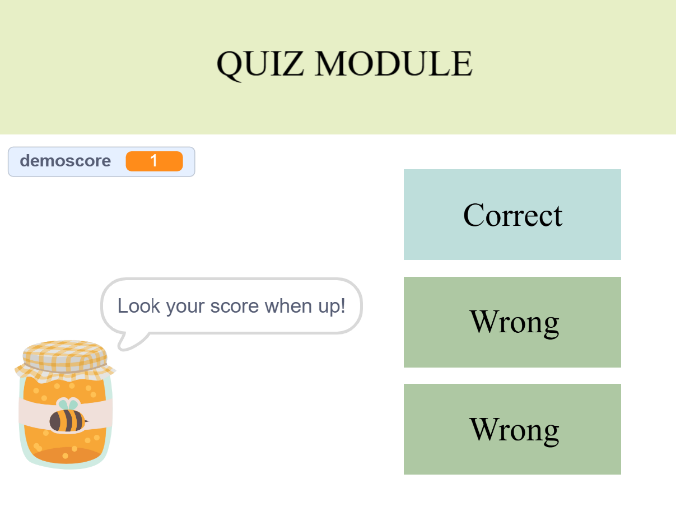 QUIZ MODULE
demoscore 1
Correct
Look your score when up!
Wrong
Wrong